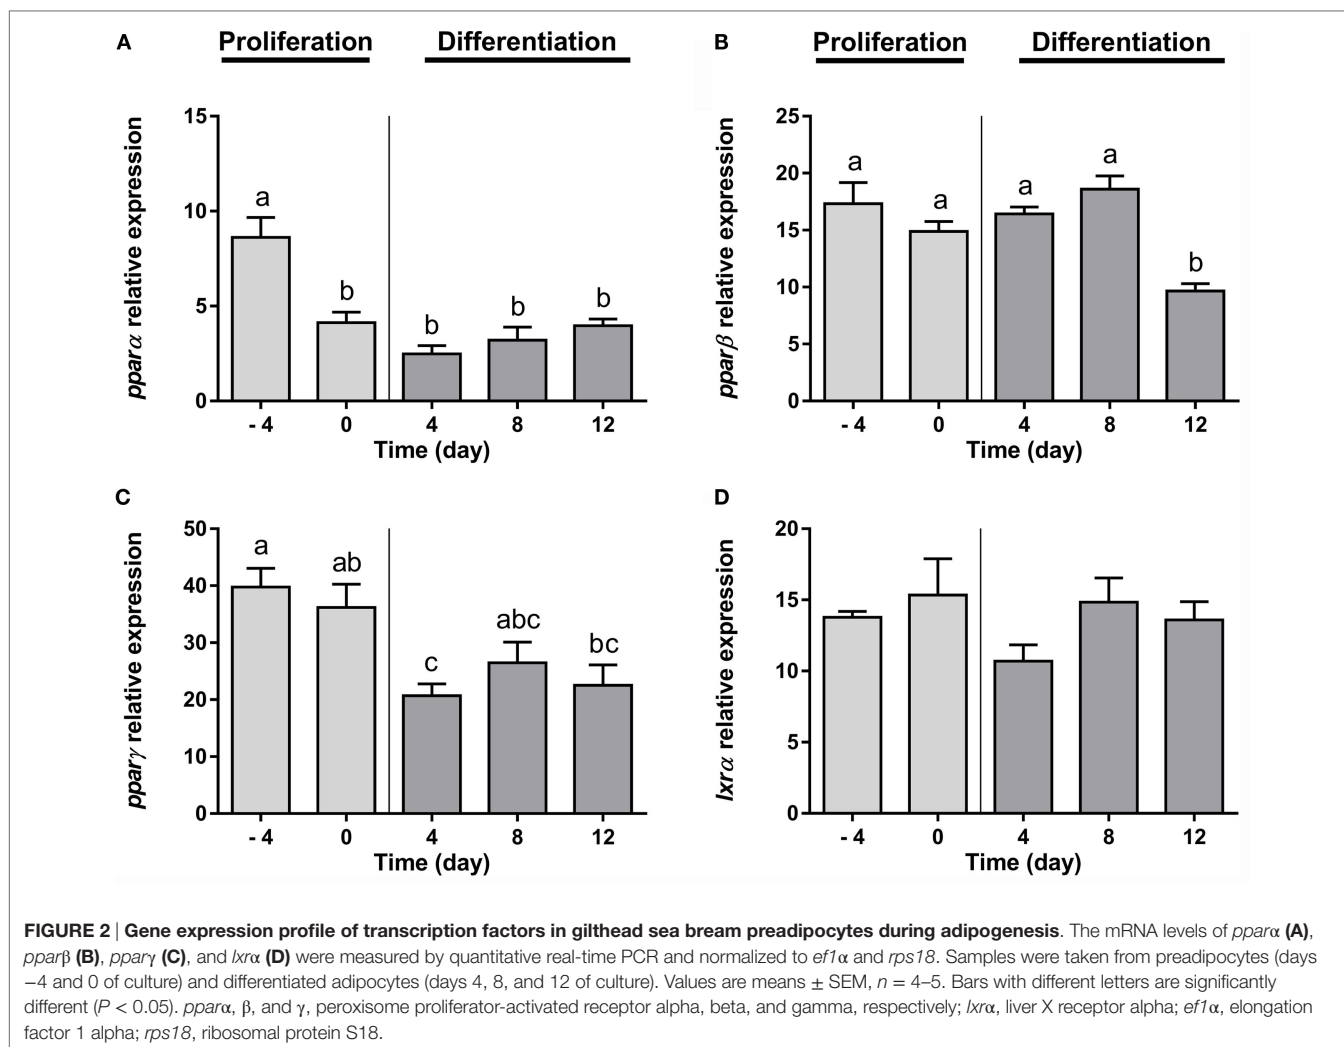 A
Proliferation
Differentiation
pparα relative expression
15
10
5
0
a
b
b
b
b
- 4
0
4
8
12
Time (day)
B
Proliferation
Differentiation
pparβ relative expression
25
20
15
10
5
0
a
a
a
a
b
- 4
0
4
8
12
Time (day)
C
pparγ relative expression
50
40
30
20
10
0
a
ab
c
abc
bc
- 4
0
4
8
12
Time (day)
D
lxrα relative expression
20
15
10
5
0
- 4
0
4
8
12
Time (day)
FIGURE 2 | Gene expression profile of transcription factors in gilthead sea bream preadipocytes during adipogenesis. The mRNA levels of pparα (A),
pparβ (B), pparγ (C), and lxrα (D) were measured by quantitative real-time PCR and normalized to ef1α and rps18. Samples were taken from preadipocytes (days
−4 and 0 of culture) and differentiated adipocytes (days 4, 8, and 12 of culture). Values are means ± SEM, n = 4–5. Bars with different letters are significantly
different (P < 0.05). pparα, β, and γ, peroxisome proliferator-activated receptor alpha, beta, and gamma, respectively; lxrα, liver X receptor alpha; ef1α, elongation
factor 1 alpha; rps18, ribosomal protein S18.